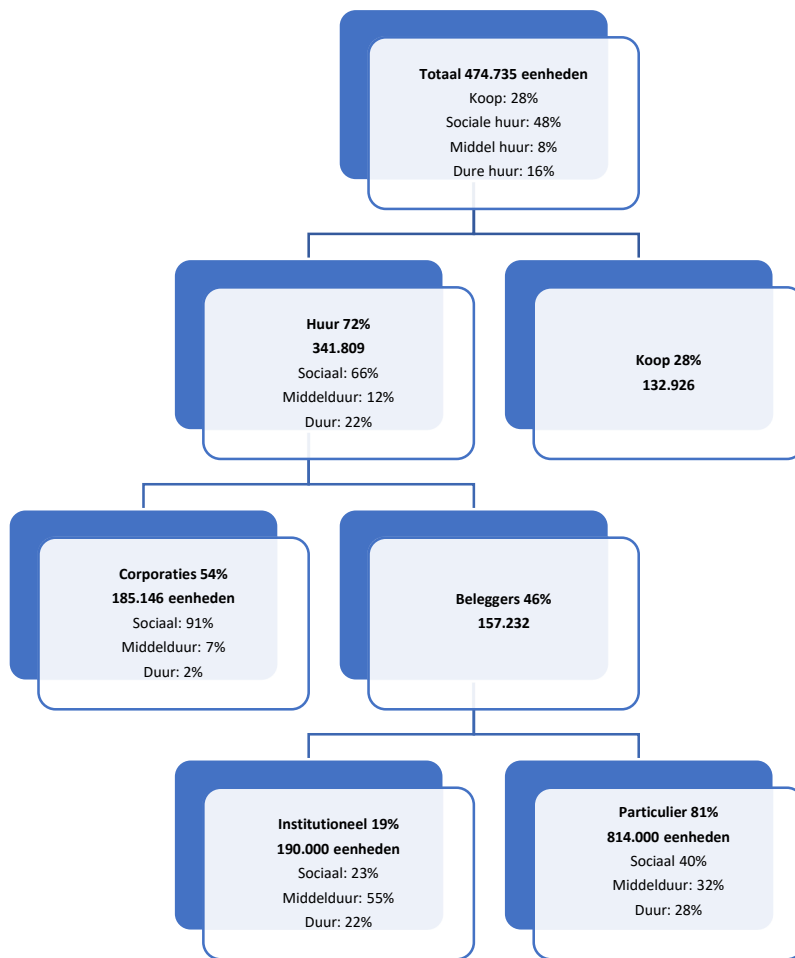 Totaal 474.735 eenheden
Koop: 28%
Sociale huur: 48%
Middel huur: 8%
Dure huur: 16%
Huur 72%
341.809
Sociaal: 66%
Middelduur: 12%
Duur: 22%
Koop 28%
132.926
Corporaties 54%
185.146 eenheden
Sociaal: 91%
Middelduur: 7%
Duur: 2%
Beleggers 46%
157.232
Institutioneel 19%
190.000 eenheden
Sociaal: 23%
Middelduur: 55%
Duur: 22%
Particulier 81%
814.000 eenheden
Sociaal 40%
Middelduur: 32%
Duur: 28%